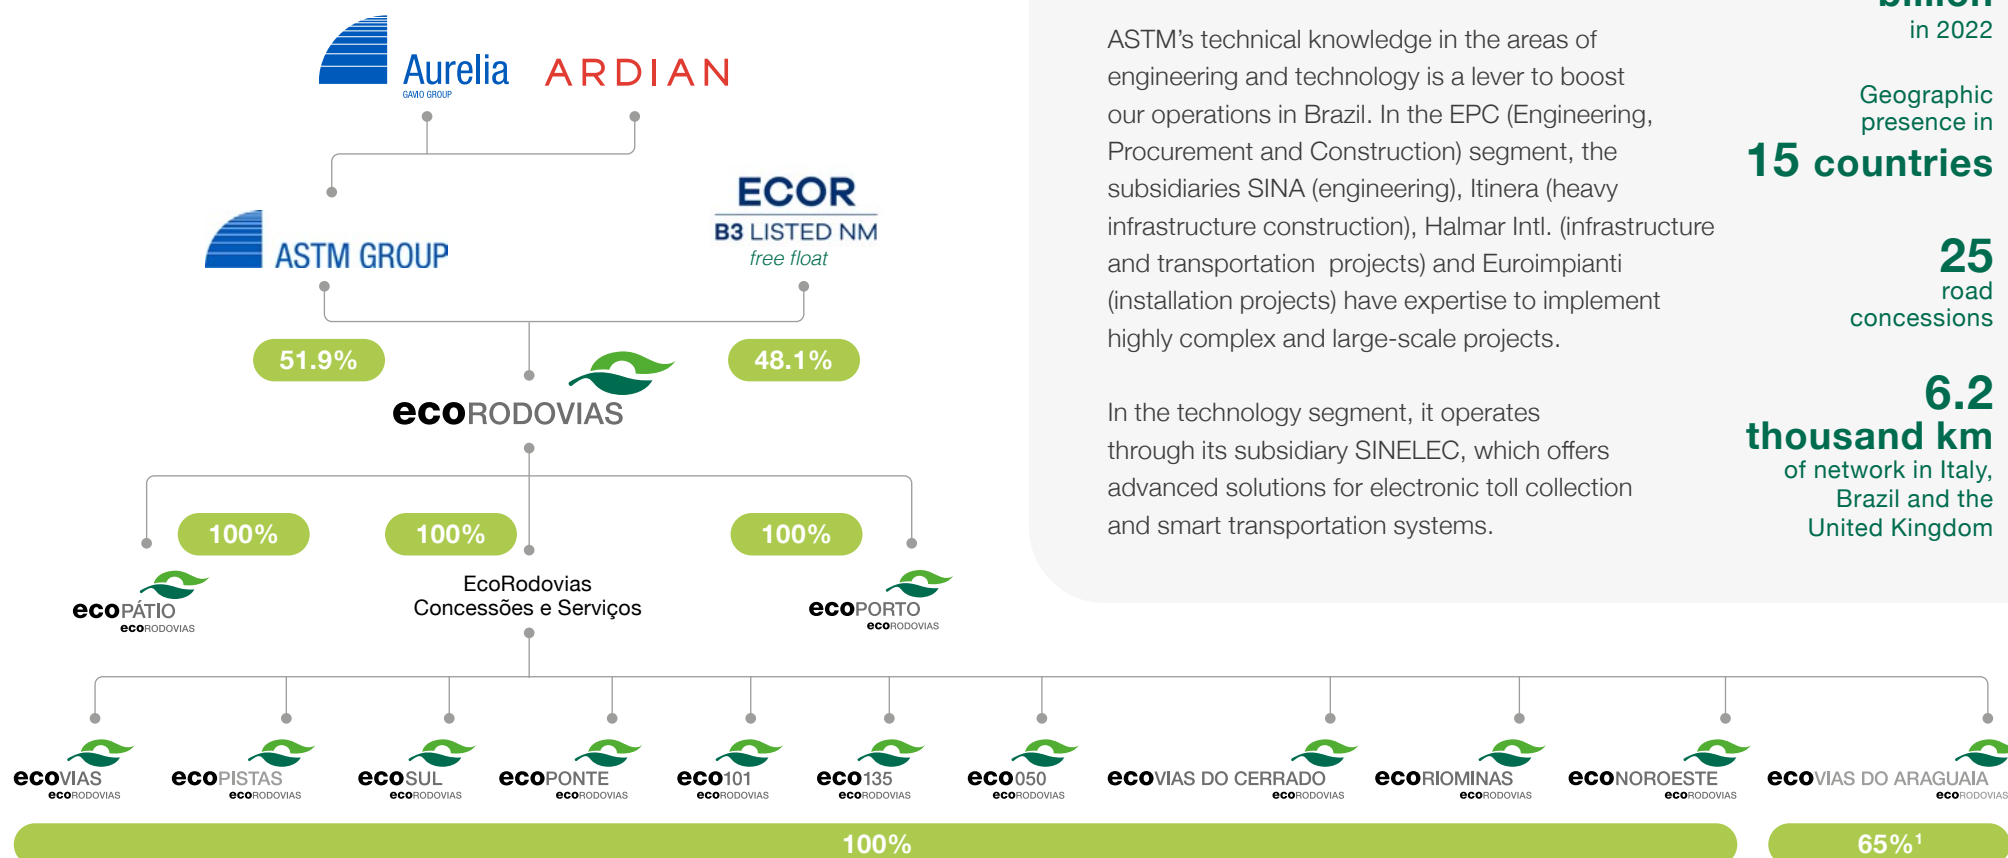 Aurelia
GAVIO GROUP
ARDIAN
ASTM GROUP
ECOR
B3 LISTED NM
free float
51.9%
48.1%
ecoRODOVIAS
100%
100%
100%
ecoPÁTIO
ecoRODOVIAS
EcoRodovias
Concessões e Serviços
ecoPORTO
ecoRODOVIAS
ecoVIAS
ecoRODOVIAS
ecoPISTAS
ecoRODOVIAS
ecoSUL
ecoRODOVIAS
ecoPONTE
ecoRODOVIAS
eco101
ecoRODOVIAS
eco135
ecoRODOVIAS
eco050
ecoRODOVIAS
ecoVIAS DO CERRADO
ecoRODOVIAS
ecoRIOMINAS
ecoRODOVIAS
ecoNOROESTE
ecoRODOVIAS
ecoVIAS DO ARAGUAIA
ecoRODOVIAS
100%
65%¹
ASTM's technical knowledge in the areas of
engineering and technology is a lever to boost
our operations in Brazil. In the EPC (Engineering,
Procurement and Construction) segment, the
subsidiaries SINA (engineering), Itinera (heavy
infrastructure construction), Halmar Intl. (infrastructure
and transportation projects) and Euroimpianti
(installation projects) have expertise to implement
highly complex and large-scale projects.
In the technology segment, it operates
through its subsidiary SINELEC, which offers
advanced solutions for electronic toll collection
and smart transportation systems.
billion
in 2022
Geographic
presence in
15 countries
25
road
concessions
6.2
thousand km
of network in Italy,
Brazil and the
United Kingdom